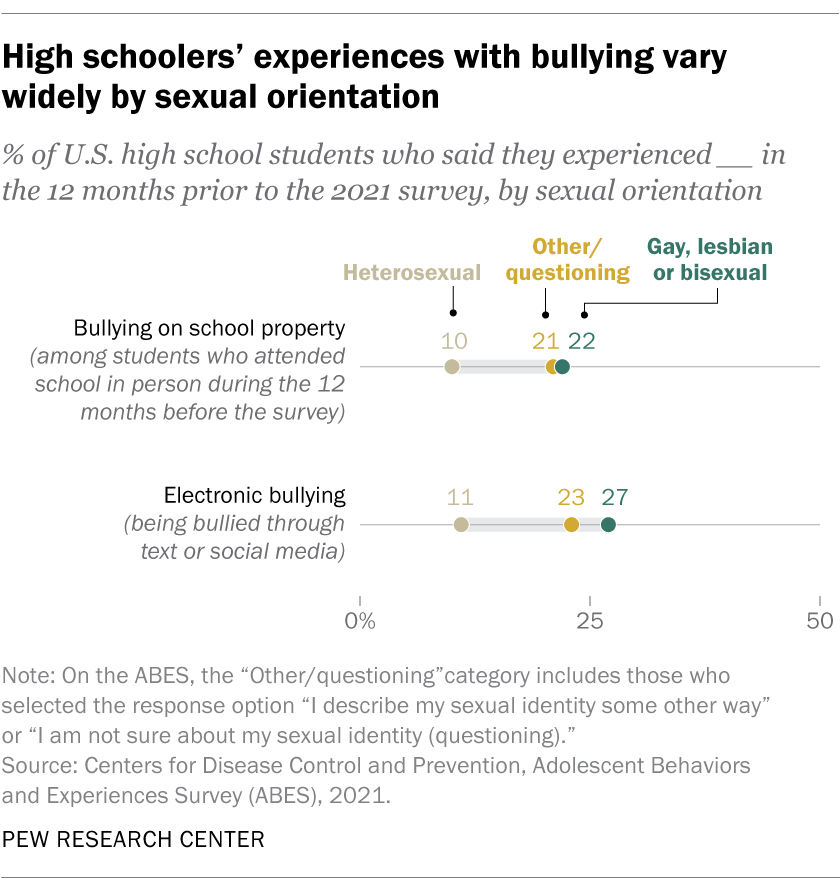 High schoolers’ experiences with bullying vary
widely by sexual orientation
% of U.S. high school students who said they experienced __ in
the 12 months prior to the 2021 survey, by sexual orientation
Heterosexual
Other/
questioning
Gay, lesbian
or bisexual
Bullying on school property
(among students who attended
school in person during the 12
months before the survey)
10
21
22
Electronic bullying
(being bullied through
text or social media)
11
23
27
0%
25
50
Note: On the ABES, the “Other/questioning”category includes those who
selected the response option “I describe my sexual identity some other way”
or “I am not sure about my sexual identity (questioning).”
Source: Centers for Disease Control and Prevention, Adolescent Behaviors
and Experiences Survey (ABES), 2021.
PEW RESEARCH CENTER